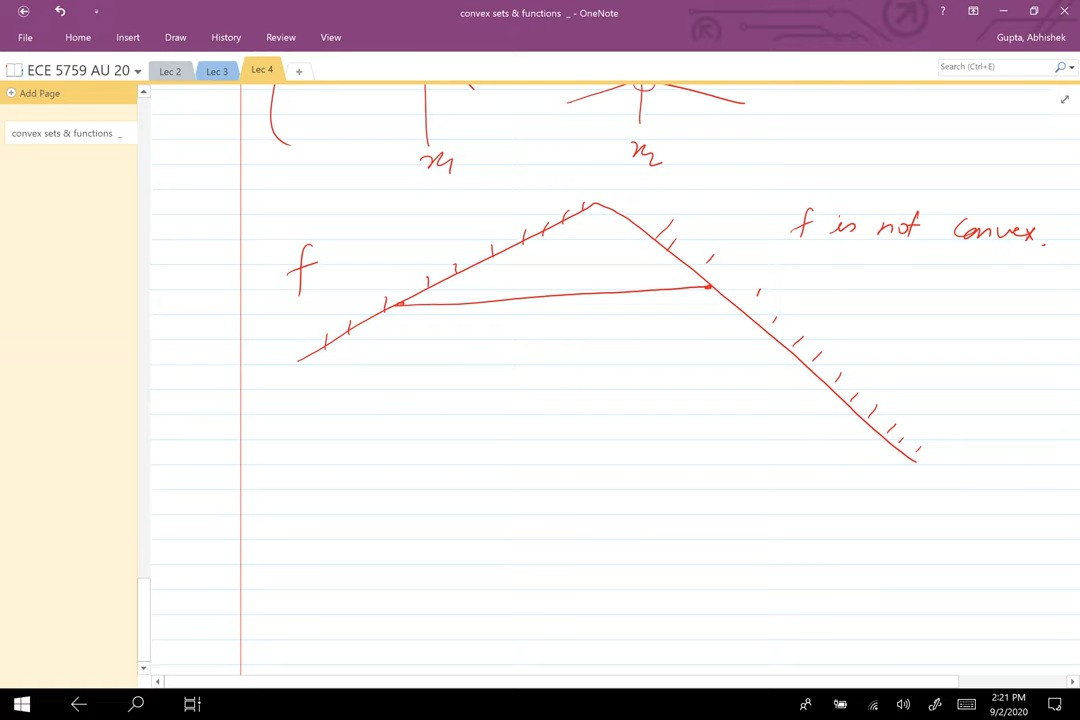 convex sets & functions _ - OneNote
?
Gupta, Abhishek
File Home Insert Draw History Review View
ECE 5759 AU 20
Lec 2
Lec 3
Lec 4
+
Search (Ctrl+E)
Add Page
convex sets & functions _
x1
x2
f
f is not convex.
2:21 PM
9/2/2020